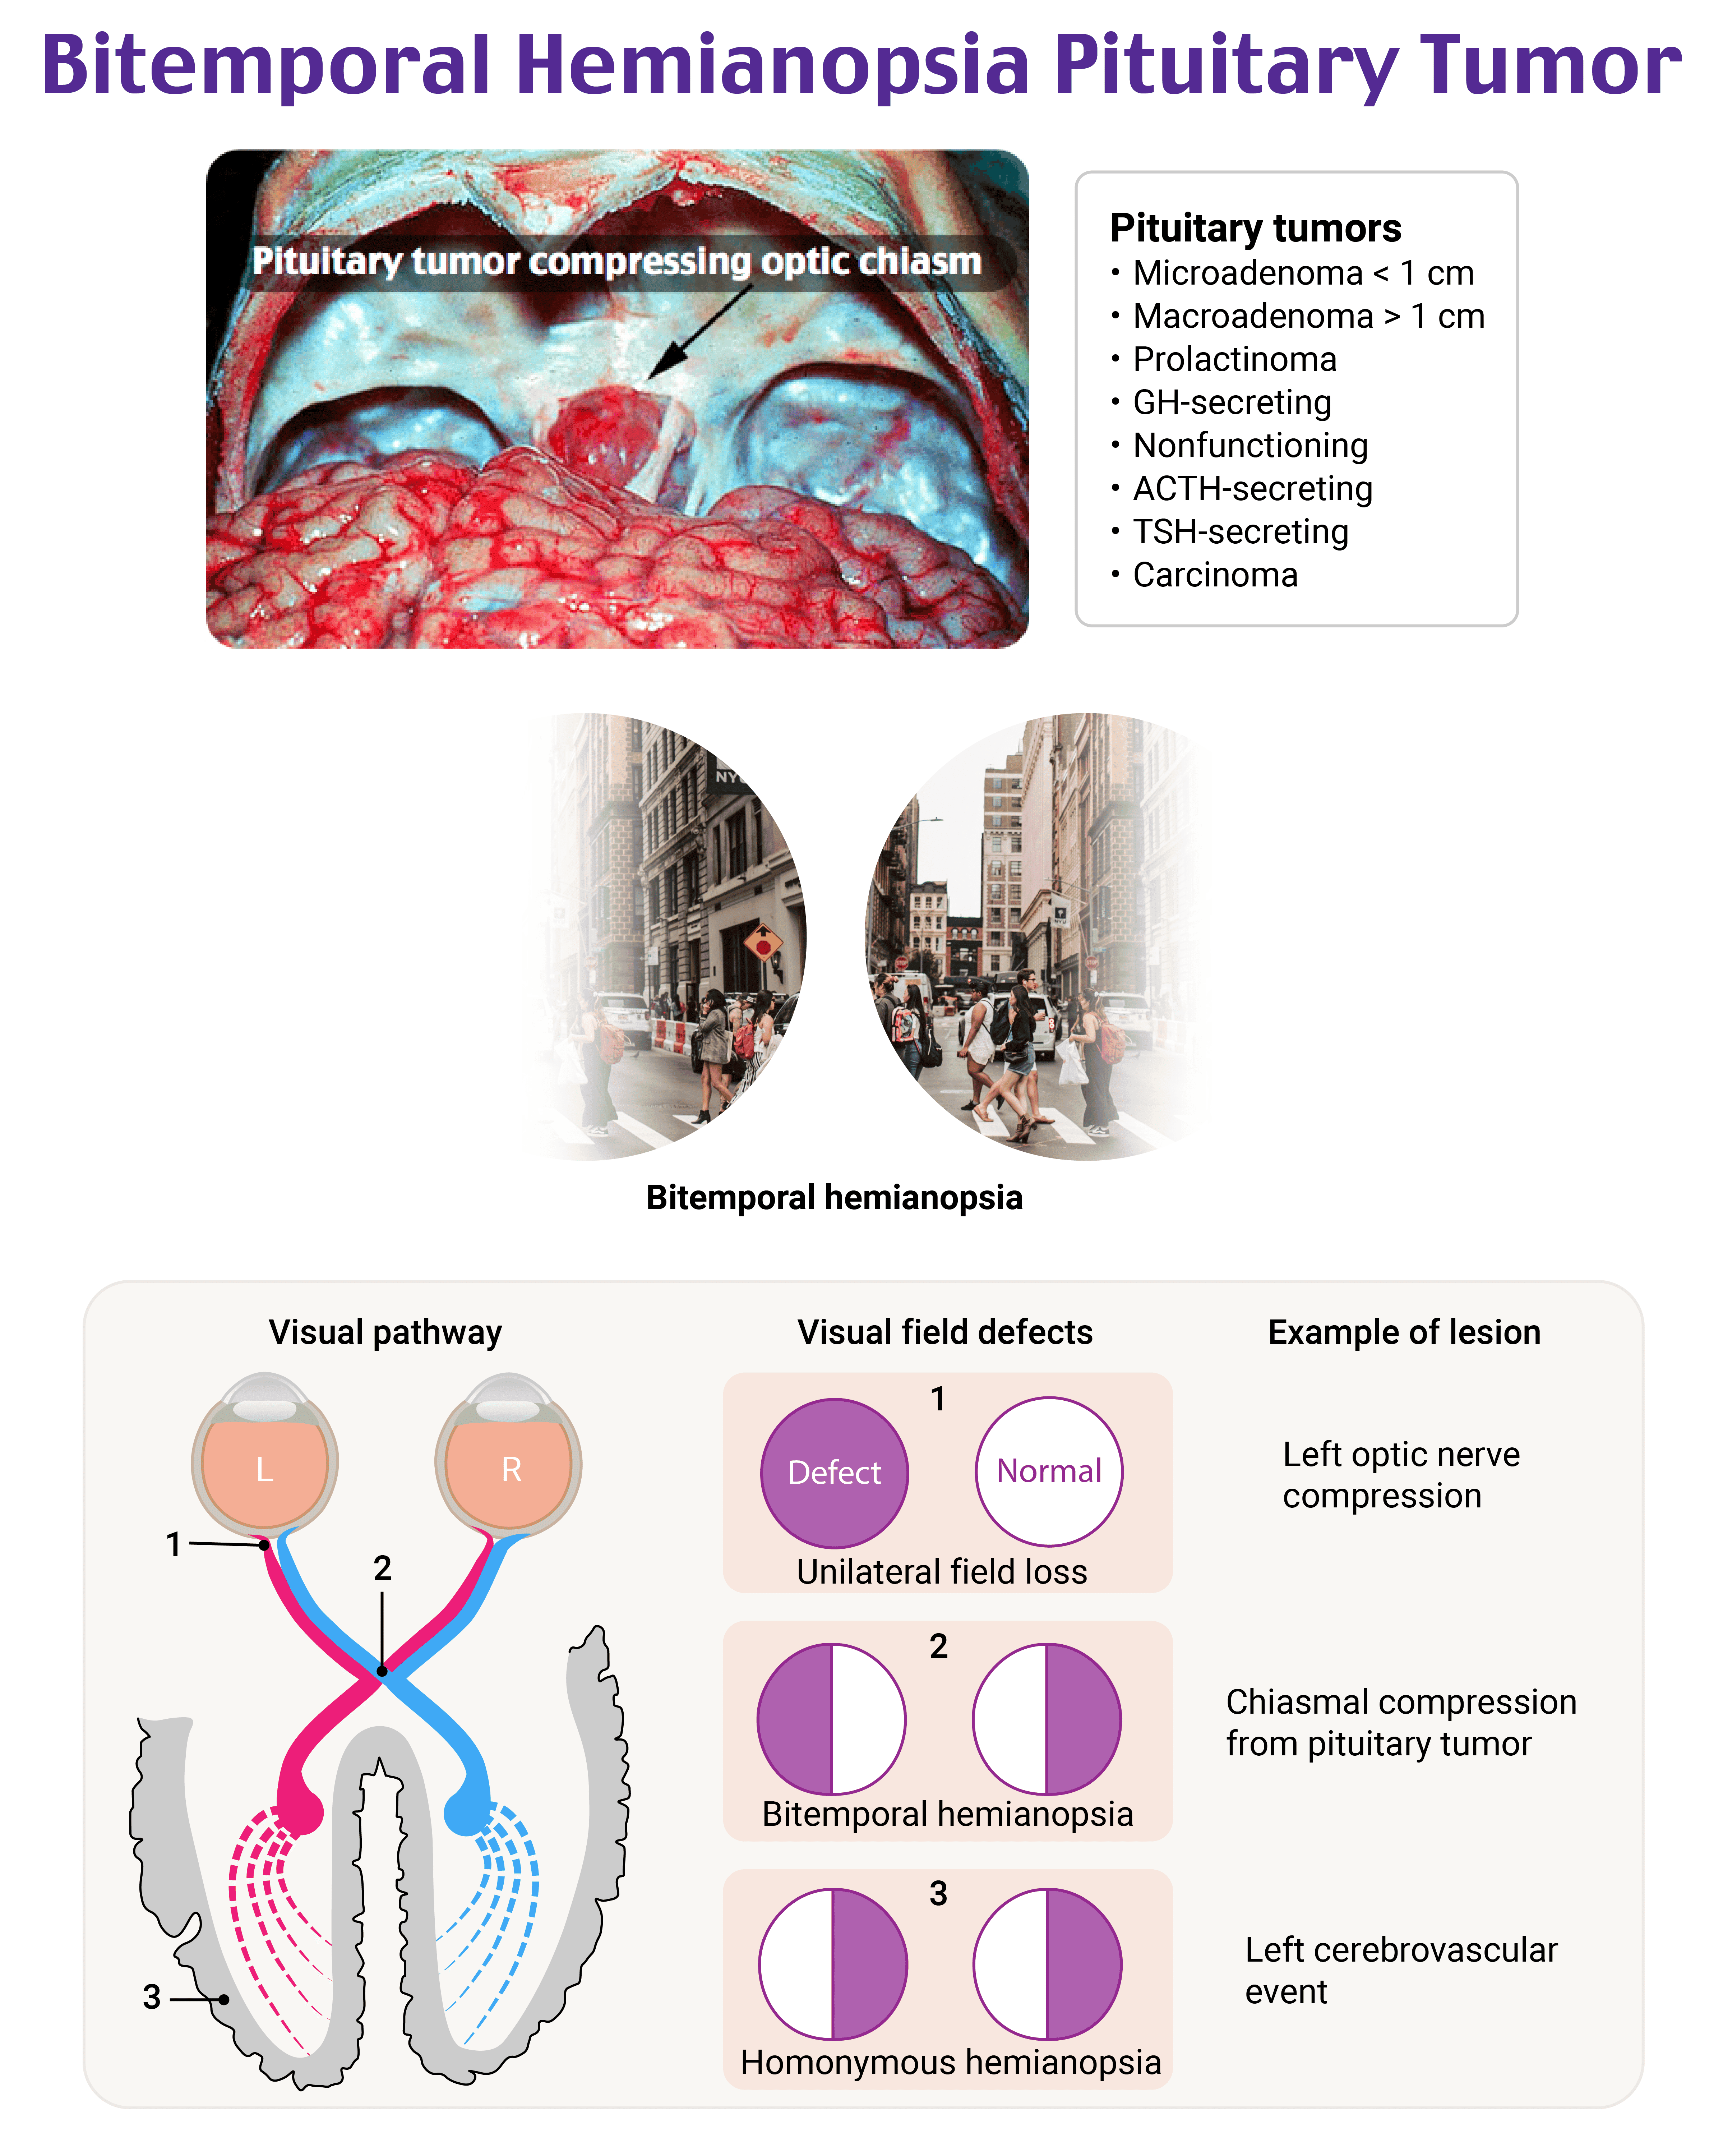 Bitemporal Hemianopsia Pituitary Tumor
Pituitary tumor compressing optic chiasm
Pituitary tumors
• Microadenoma < 1 cm
• Macroadenoma > 1 cm
• Prolactinoma
• GH-secreting
• Nonfunctioning
• ACTH-secreting
• TSH-secreting
• Carcinoma
NYU
Bitemporal hemianopsia
Visual pathway
L
R
1
2
3
Visual field defects
1
Defect
Normal
Unilateral field loss
2
Bitemporal hemianopsia
3
Homonymous hemianopsia
Example of lesion
Left optic nerve
compression
Chiasmal compression
from pituitary tumor
Left cerebrovascular
event